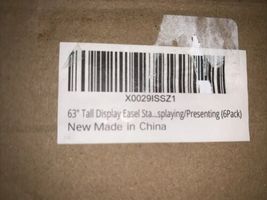 X0029ISSZ1
63" Tall Display Easel Sta...splaying/Presenting (6Pack)
New Made in China